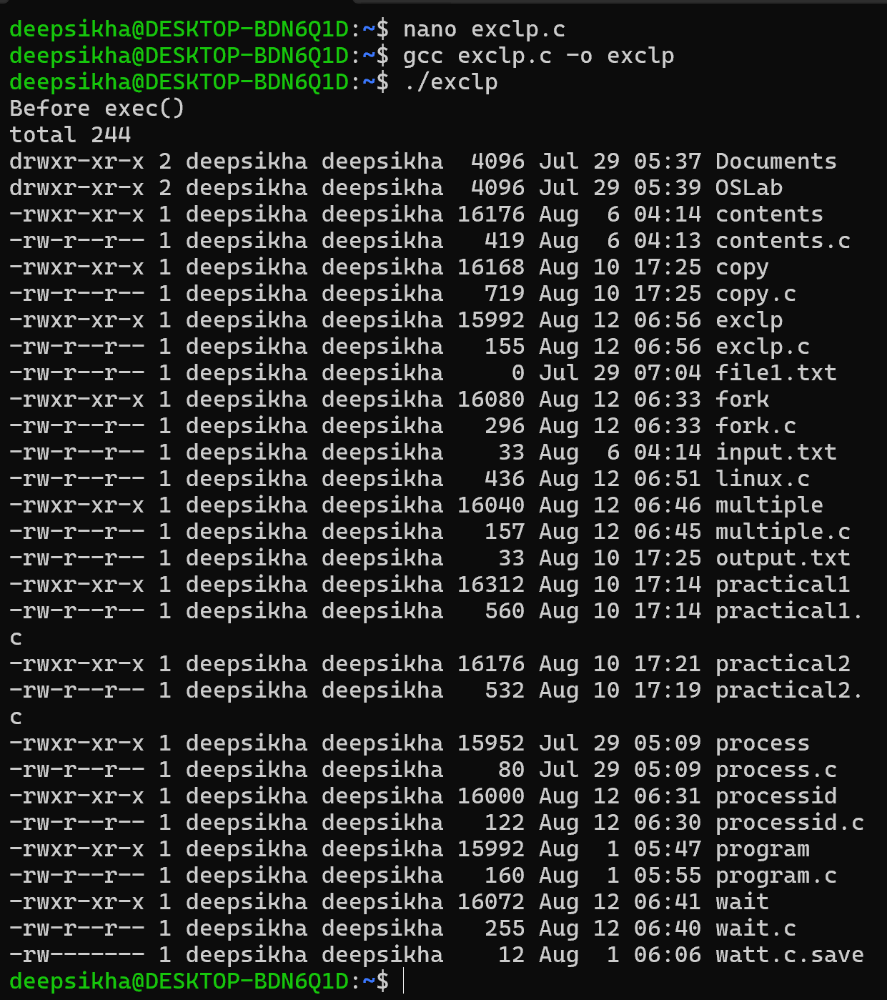 deepsikha@DESKTOP-BDN6Q1D:~$ nano exclp.c
deepsikha@DESKTOP-BDN6Q1D:~$ gcc exclp.c -o exclp
deepsikha@DESKTOP-BDN6Q1D:~$ ./exclp
Before exec()
total 244
drwxr-xr-x 2 deepsikha deepsikha  4096 Jul 29 05:37 Documents
drwxr-xr-x 2 deepsikha deepsikha  4096 Jul 29 05:39 OSLab
-rwxr-xr-x 1 deepsikha deepsikha 16176 Aug  6 04:14 contents
-rw-r--r-- 1 deepsikha deepsikha   419 Aug  6 04:13 contents.c
-rwxr-xr-x 1 deepsikha deepsikha 16168 Aug 10 17:25 copy
-rw-r--r-- 1 deepsikha deepsikha   719 Aug 10 17:25 copy.c
-rwxr-xr-x 1 deepsikha deepsikha 15992 Aug 12 06:56 exclp
-rw-r--r-- 1 deepsikha deepsikha   155 Aug 12 06:56 exclp.c
-rw-r--r-- 1 deepsikha deepsikha     0 Jul 29 07:04 file1.txt
-rwxr-xr-x 1 deepsikha deepsikha 16080 Aug 12 06:33 fork
-rw-r--r-- 1 deepsikha deepsikha   296 Aug 12 06:33 fork.c
-rw-r--r-- 1 deepsikha deepsikha    33 Aug  6 04:14 input.txt
-rw-r--r-- 1 deepsikha deepsikha   436 Aug 12 06:51 linux.c
-rwxr-xr-x 1 deepsikha deepsikha 16040 Aug 12 06:46 multiple
-rw-r--r-- 1 deepsikha deepsikha   157 Aug 12 06:45 multiple.c
-rw-r--r-- 1 deepsikha deepsikha    33 Aug 10 17:25 output.txt
-rwxr-xr-x 1 deepsikha deepsikha 16312 Aug 10 17:14 practical1
-rw-r--r-- 1 deepsikha deepsikha   560 Aug 10 17:14 practical1.
c
-rwxr-xr-x 1 deepsikha deepsikha 16176 Aug 10 17:21 practical2
-rw-r--r-- 1 deepsikha deepsikha   532 Aug 10 17:19 practical2.
c
-rwxr-xr-x 1 deepsikha deepsikha 15952 Jul 29 05:09 process
-rw-r--r-- 1 deepsikha deepsikha    80 Jul 29 05:09 process.c
-rwxr-xr-x 1 deepsikha deepsikha 16000 Aug 12 06:31 processid
-rw-r--r-- 1 deepsikha deepsikha   122 Aug 12 06:30 processid.c
-rwxr-xr-x 1 deepsikha deepsikha 15992 Aug  1 05:47 program
-rw-r--r-- 1 deepsikha deepsikha   160 Aug  1 05:55 program.c
-rwxr-xr-x 1 deepsikha deepsikha 16072 Aug 12 06:41 wait
-rw-r--r-- 1 deepsikha deepsikha   255 Aug 12 06:40 wait.c
-rw------- 1 deepsikha deepsikha    12 Aug  1 06:06 watt.c.save
deepsikha@DESKTOP-BDN6Q1D:~$